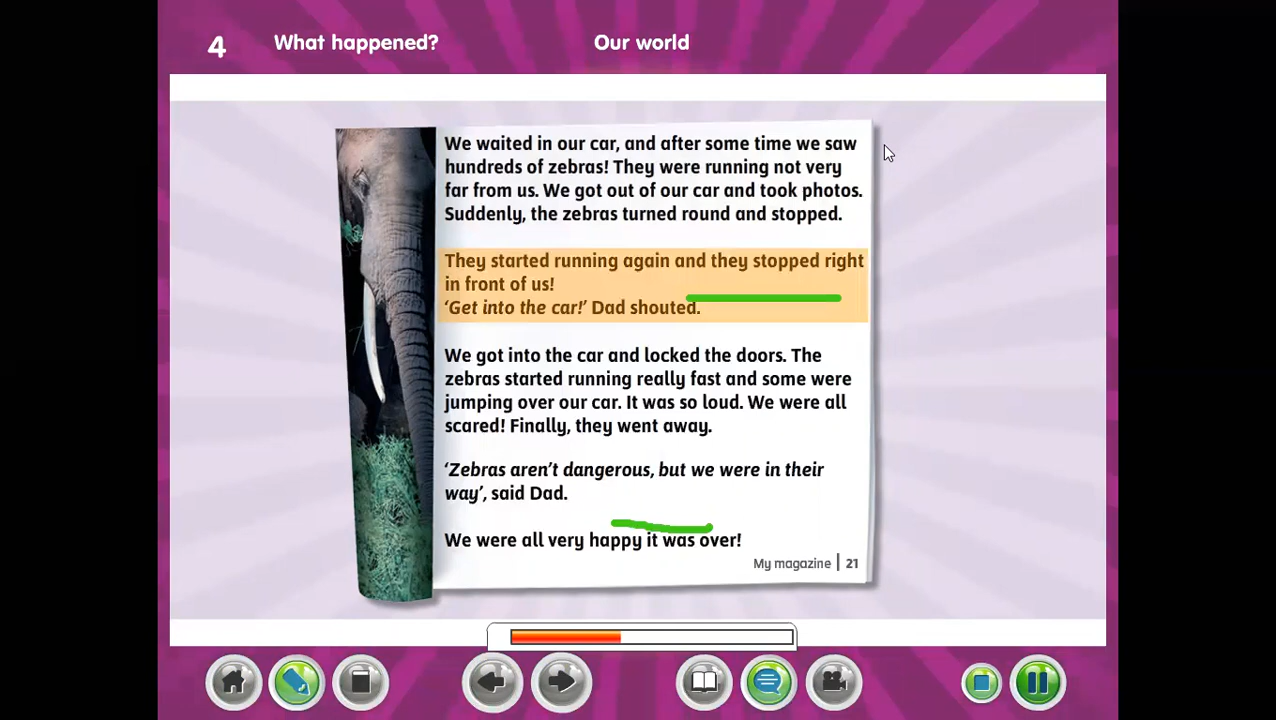 4 What happened? Our world
We waited in our car, and after some time we saw
hundreds of zebras! They were running not very
far from us. We got out of our car and took photos.
Suddenly, the zebras turned round and stopped.
They started running again and they stopped right
in front of us!
‘Get into the car!’ Dad shouted.
We got into the car and locked the doors. The
zebras started running really fast and some were
jumping over our car. It was so loud. We were all
scared! Finally, they went away.
‘Zebras aren’t dangerous, but we were in their
way’, said Dad.
We were all very happy it was over!
My magazine | 21